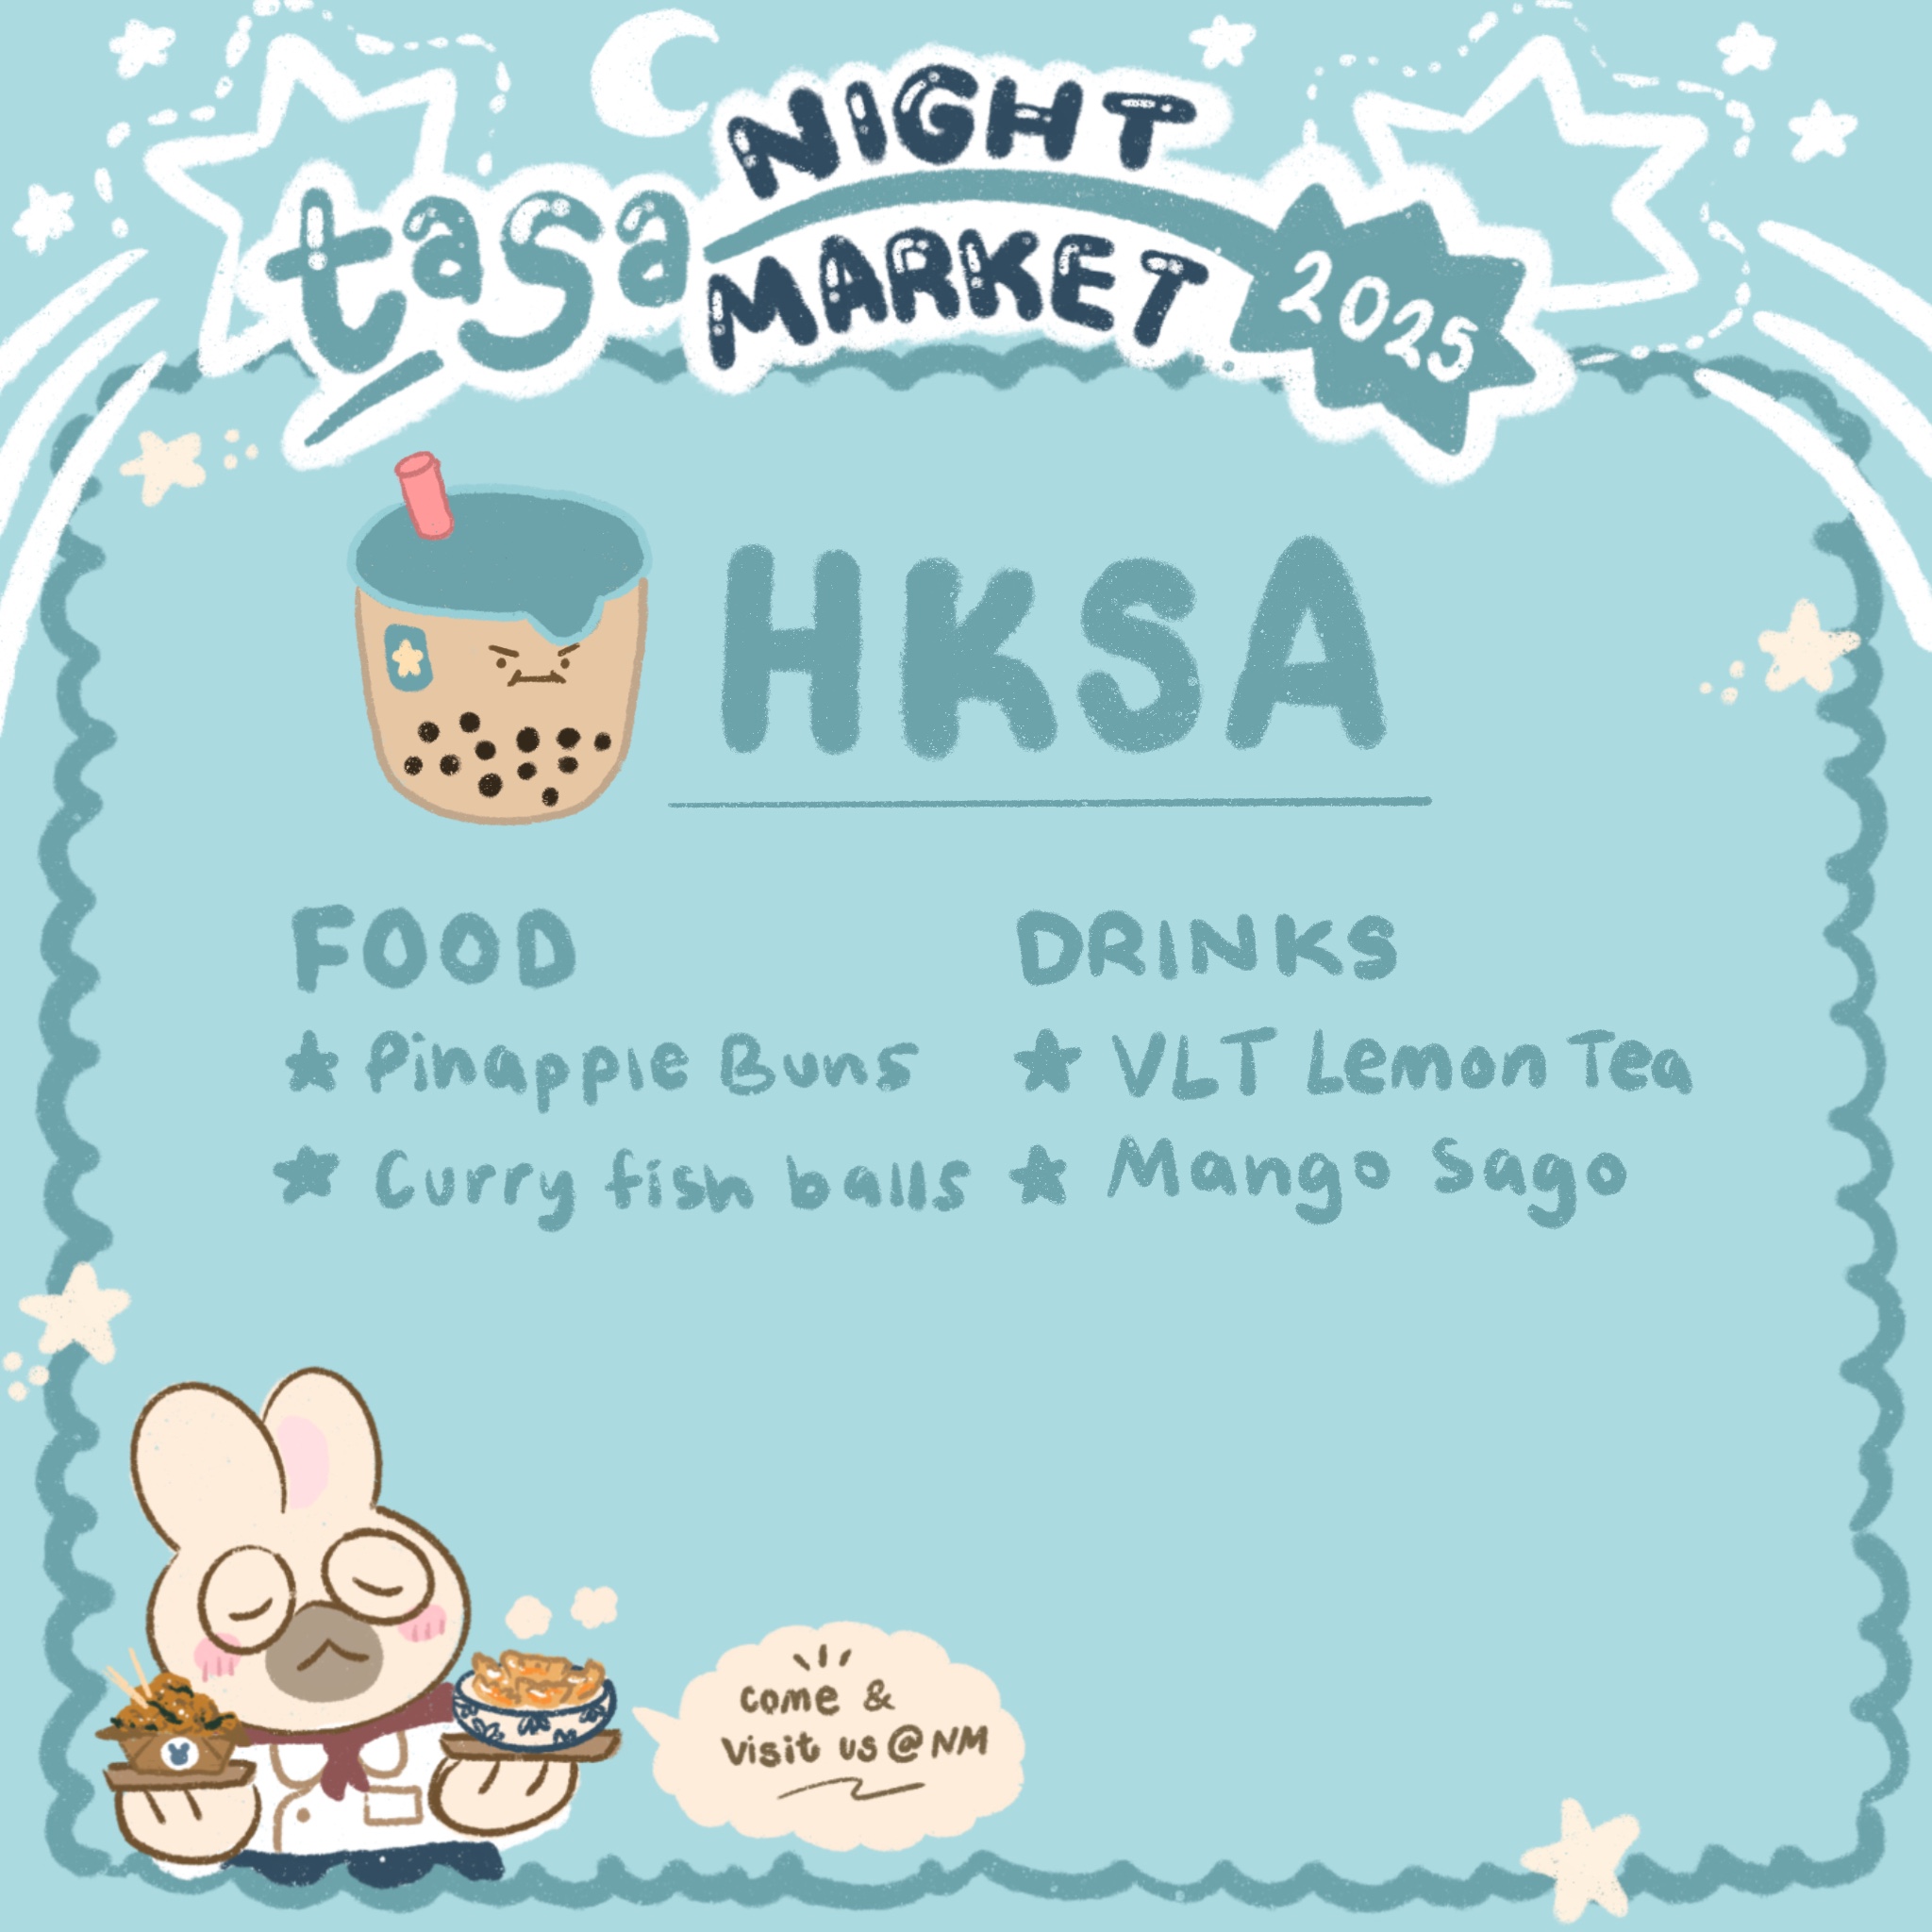 tasa NIGHT MARKET 2025
HKSA
FOOD
★ Pinapple Buns
★ Curry fish balls
DRINKS
★ VLT Lemon Tea
★ Mango Sago
come &
Visit us @ NM